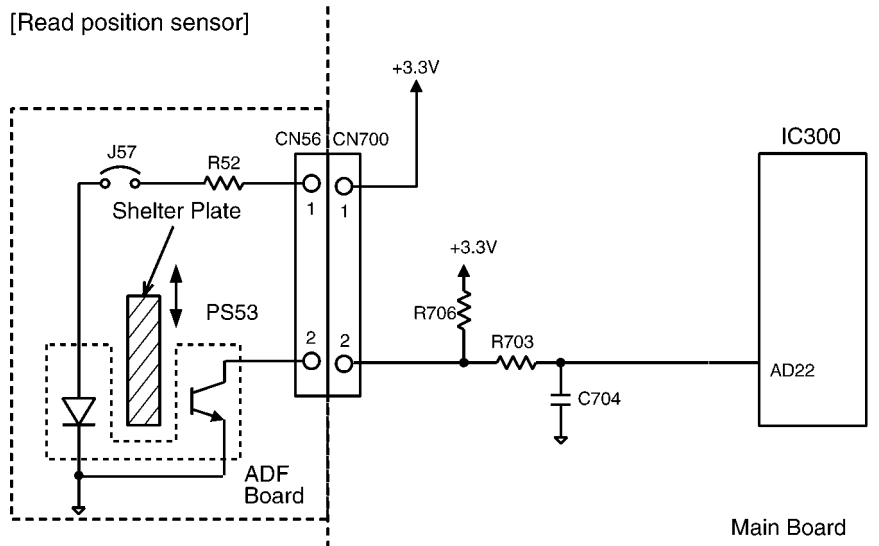 [Read position sensor]
+3.3V
CN56 CN700
IC300
J57
R52
1
1
Shelter Plate
+3.3V
PS53
R706
2
2
R703
AD22
C704
ADF
Board
Main Board